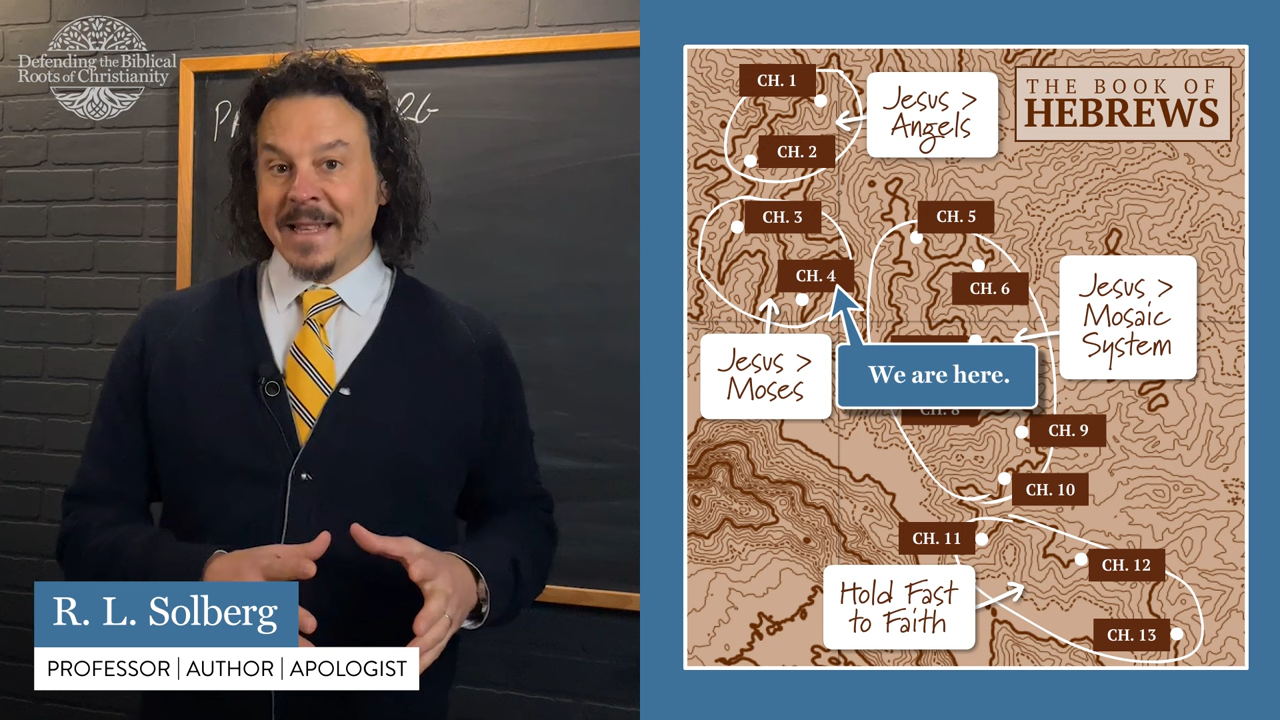 Defending the Biblical
Roots of Christianity
R. L. Solberg
PROFESSOR | AUTHOR | APOLOGIST
THE BOOK OF
HEBREWS
CH. 1
Jesus >
Angels
CH. 2
CH. 3
CH. 4
Jesus >
Moses
We are here.
CH. 5
CH. 6
Jesus >
Mosaic
System
CH. 8
CH. 9
CH. 10
CH. 11
CH. 12
Hold Fast
to Faith
CH. 13